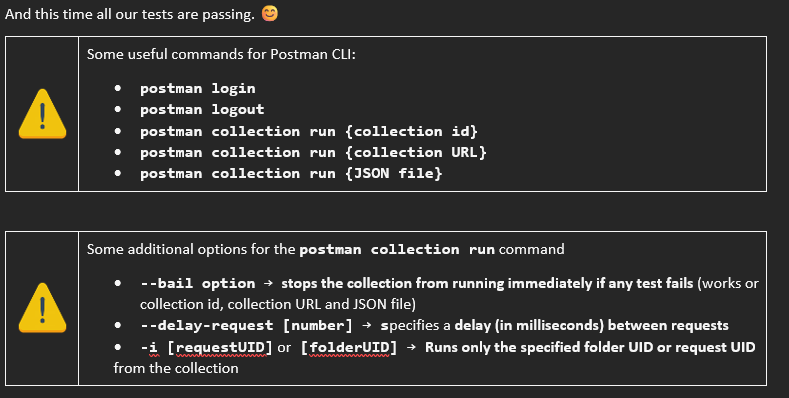 And this time all our tests are passing. 😊
Some useful commands for Postman CLI:
• postman login
• postman logout
• postman collection run {collection id}
• postman collection run {collection URL}
• postman collection run {JSON file}
Some additional options for the postman collection run command
• --bail option → stops the collection from running immediately if any test fails (works or
collection id, collection URL and JSON file)
• --delay-request [number] → specifies a delay (in milliseconds) between requests
• -i [requestUID] or [folderUID] → Runs only the specified folder UID or request UID
from the collection